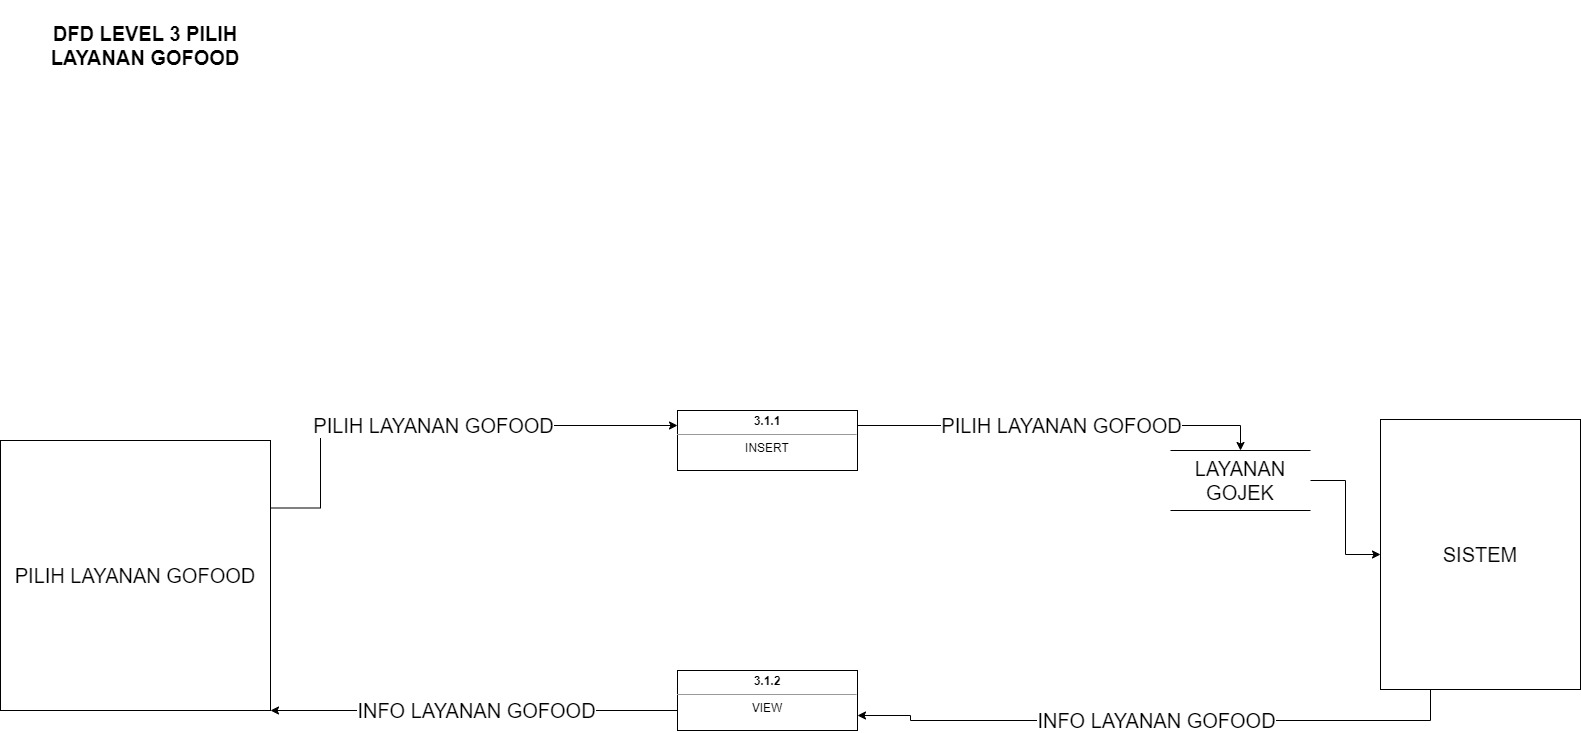 DFD LEVEL 3 PILIH
LAYANAN GOFOOD
PILIH LAYANAN GOFOOD
3.1.1
INSERT
PILIH LAYANAN GOFOOD
LAYANAN
GOJEK
SISTEM
PILIH LAYANAN GOFOOD
INFO LAYANAN GOFOOD
3.1.2
VIEW
INFO LAYANAN GOFOOD